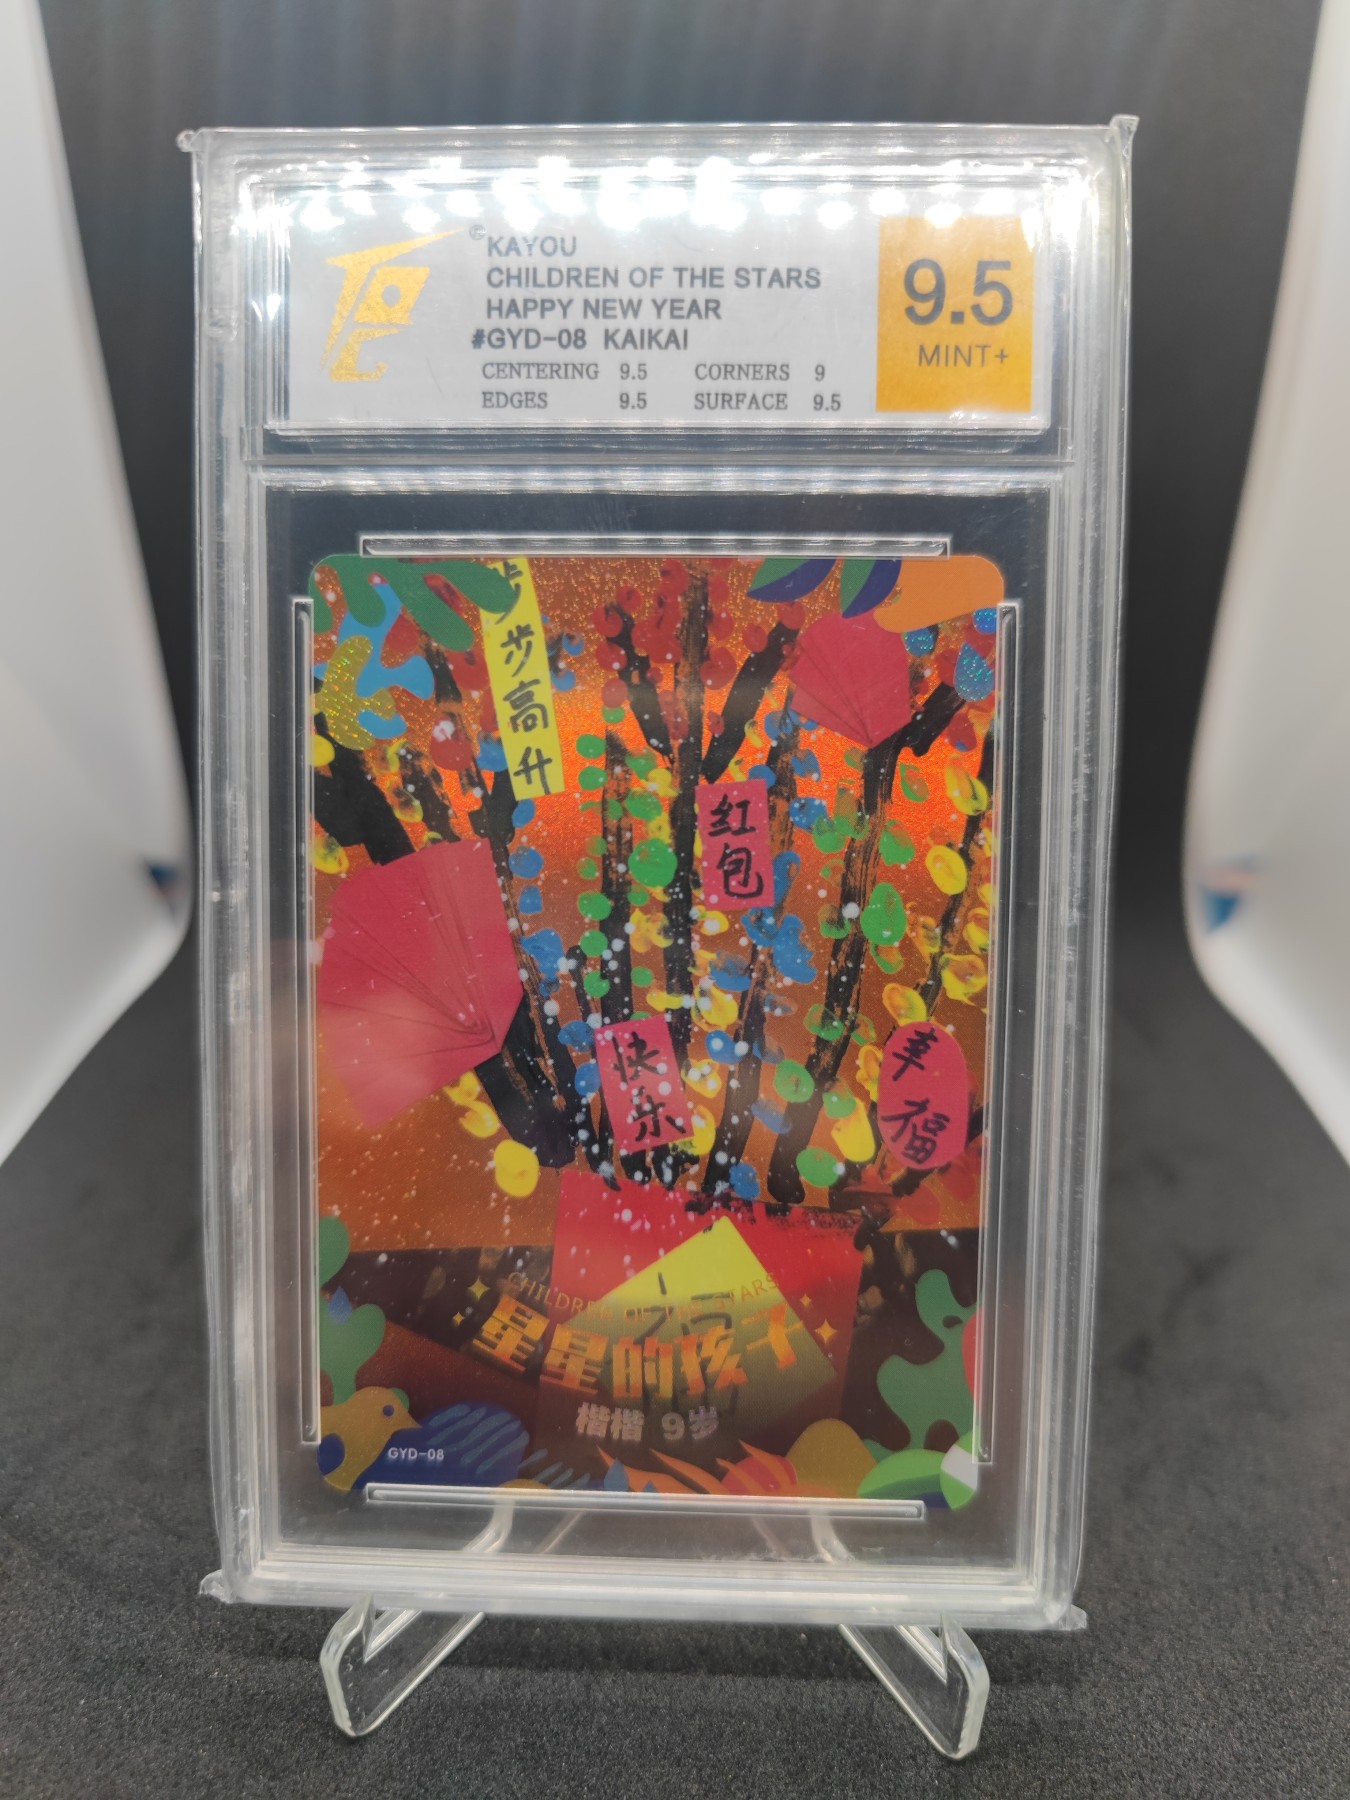 ©KAYOU
CHILDREN OF THE STARS
HAPPY NEW YEAR
#GYD-08 KAIKAI
CENTERING 9.5 CORNERS 9
EDGES 9.5 SURFACE 9.5
9.5
MINT+
步步高升
红包
快乐
幸福
CHILDREN OF THE STARS
星星的孩子
楷楷 9岁
GYD-08